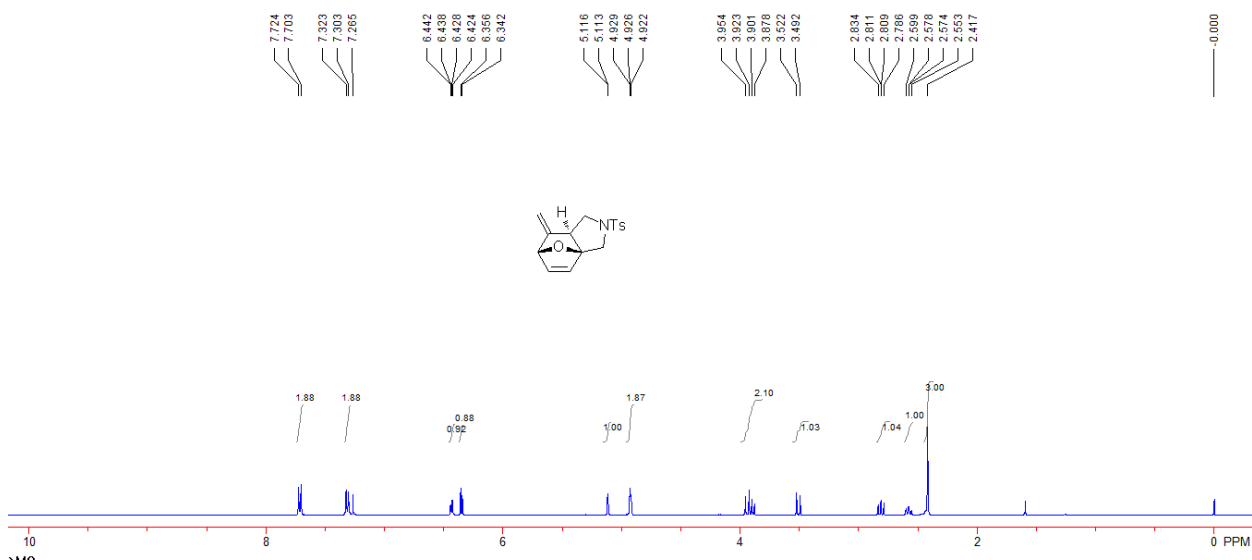 7.724 7.703 7.323 7.303 7.265 6.442 6.438 6.428 6.424 6.356 6.342 5.116 5.113 4.929 4.926 4.922 3.954 3.923 3.901 3.878 3.522 3.492 2.834 2.811 2.809 2.786 2.599 2.578 2.574 2.553 2.417 -0.000
H
NTs
O
1.88 1.88 0.92 0.88 1.00 1.87 2.10 1.03 1.04 1.00 3.00
10 8 6 4 2 0 PPM